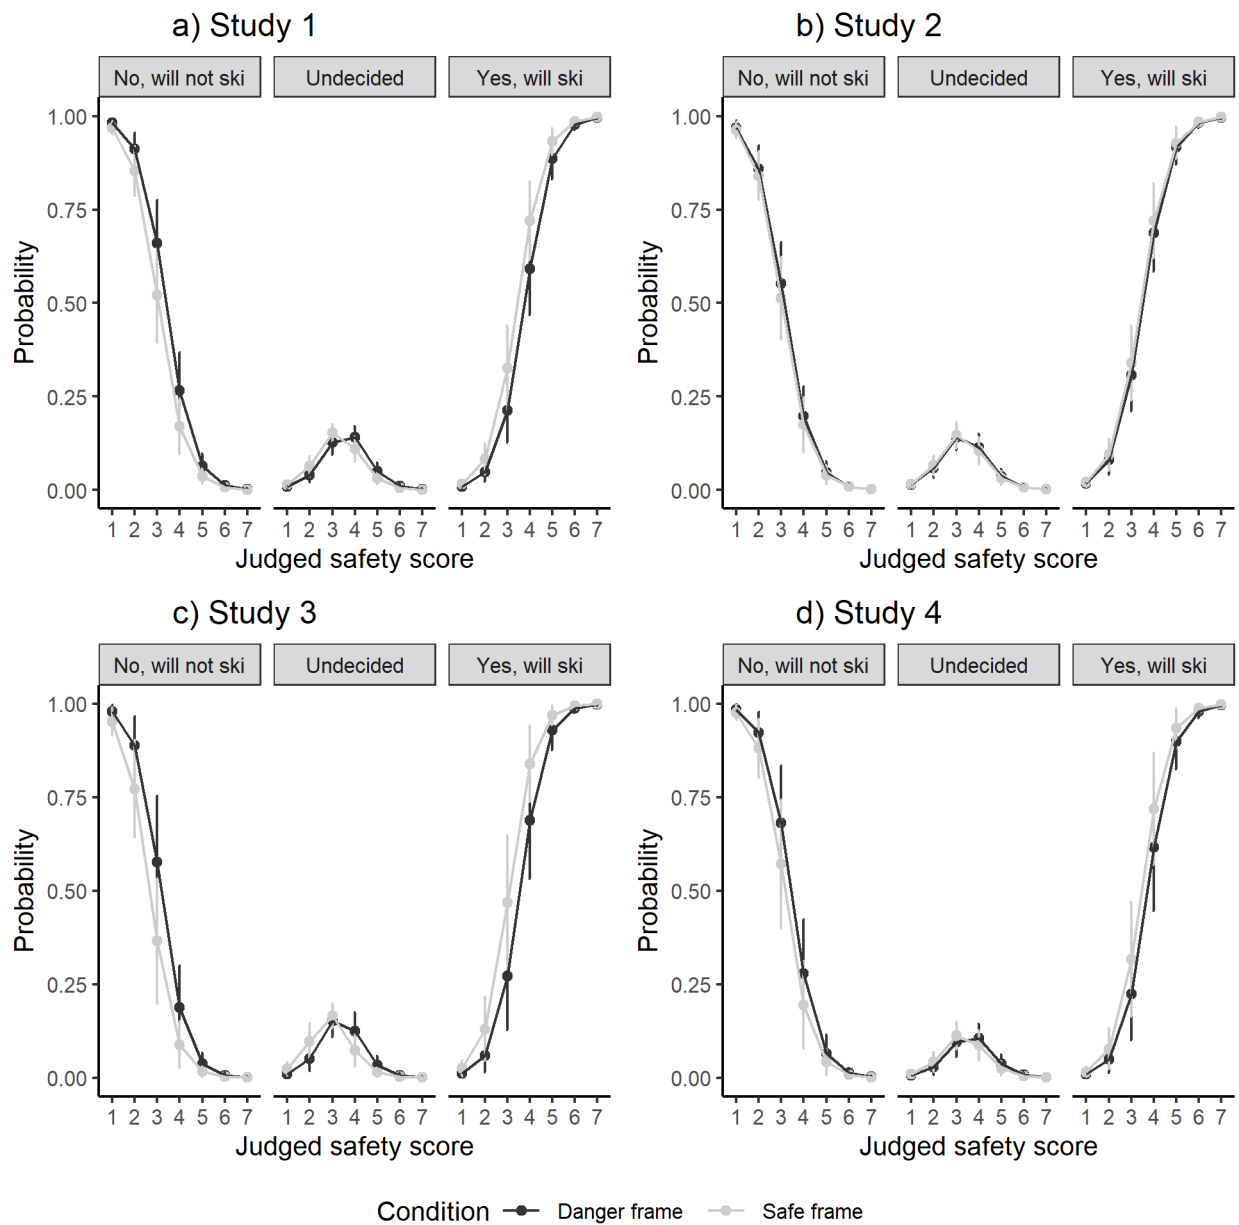 a) Study 1
No, will not ski Undecided Yes, will ski
1.00
0.75
0.50
0.25
0.00
Probability
1 2 3 4 5 6 7 1 2 3 4 5 6 7 1 2 3 4 5 6 7
Judged safety score
b) Study 2
No, will not ski Undecided Yes, will ski
1.00
0.75
0.50
0.25
0.00
Probability
1 2 3 4 5 6 7 1 2 3 4 5 6 7 1 2 3 4 5 6 7
Judged safety score
c) Study 3
No, will not ski Undecided Yes, will ski
1.00
0.75
0.50
0.25
0.00
Probability
1 2 3 4 5 6 7 1 2 3 4 5 6 7 1 2 3 4 5 6 7
Judged safety score
d) Study 4
No, will not ski Undecided Yes, will ski
1.00
0.75
0.50
0.25
0.00
Probability
1 2 3 4 5 6 7 1 2 3 4 5 6 7 1 2 3 4 5 6 7
Judged safety score
Condition Danger frame Safe frame